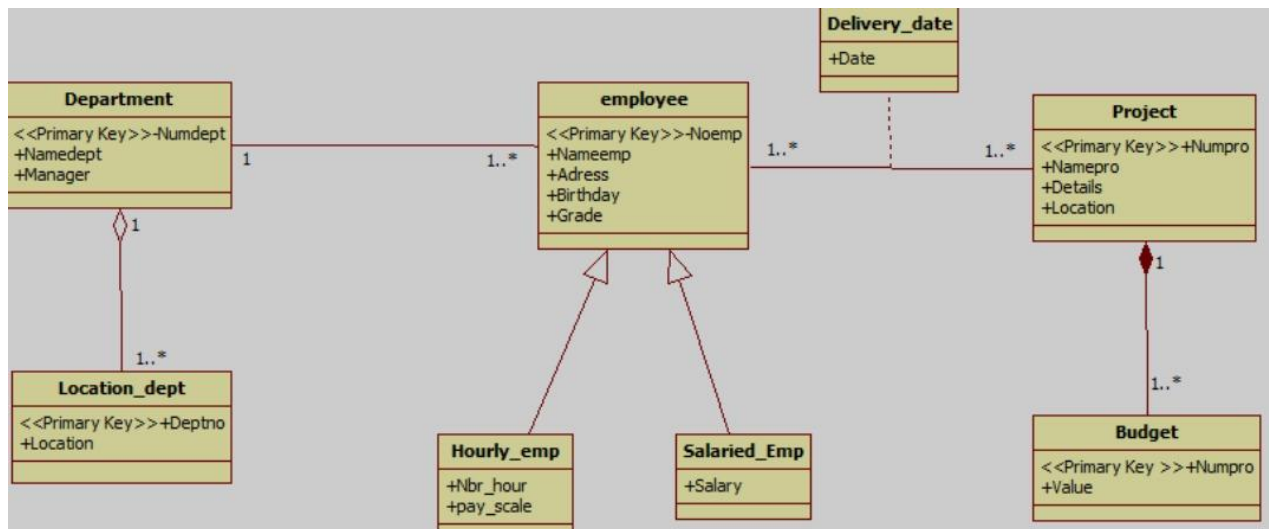 Delivery_date
+Date
Department
<<Primary Key>>-Numdept
+Namedept
+Manager
1
1..*
employee
<<Primary Key>>-Noemp
+Nameemp
+Adress
+Birthday
+Grade
1..*
1..*
Project
<<Primary Key>>+Numpro
+Namepro
+Details
+Location
1
1..*
Location_dept
<<Primary Key>>+Deptno
+Location
Hourly_emp
+Nbr_hour
+pay_scale
Salaried_Emp
+Salary
1
1..*
Budget
<<Primary Key >>+Numpro
+Value